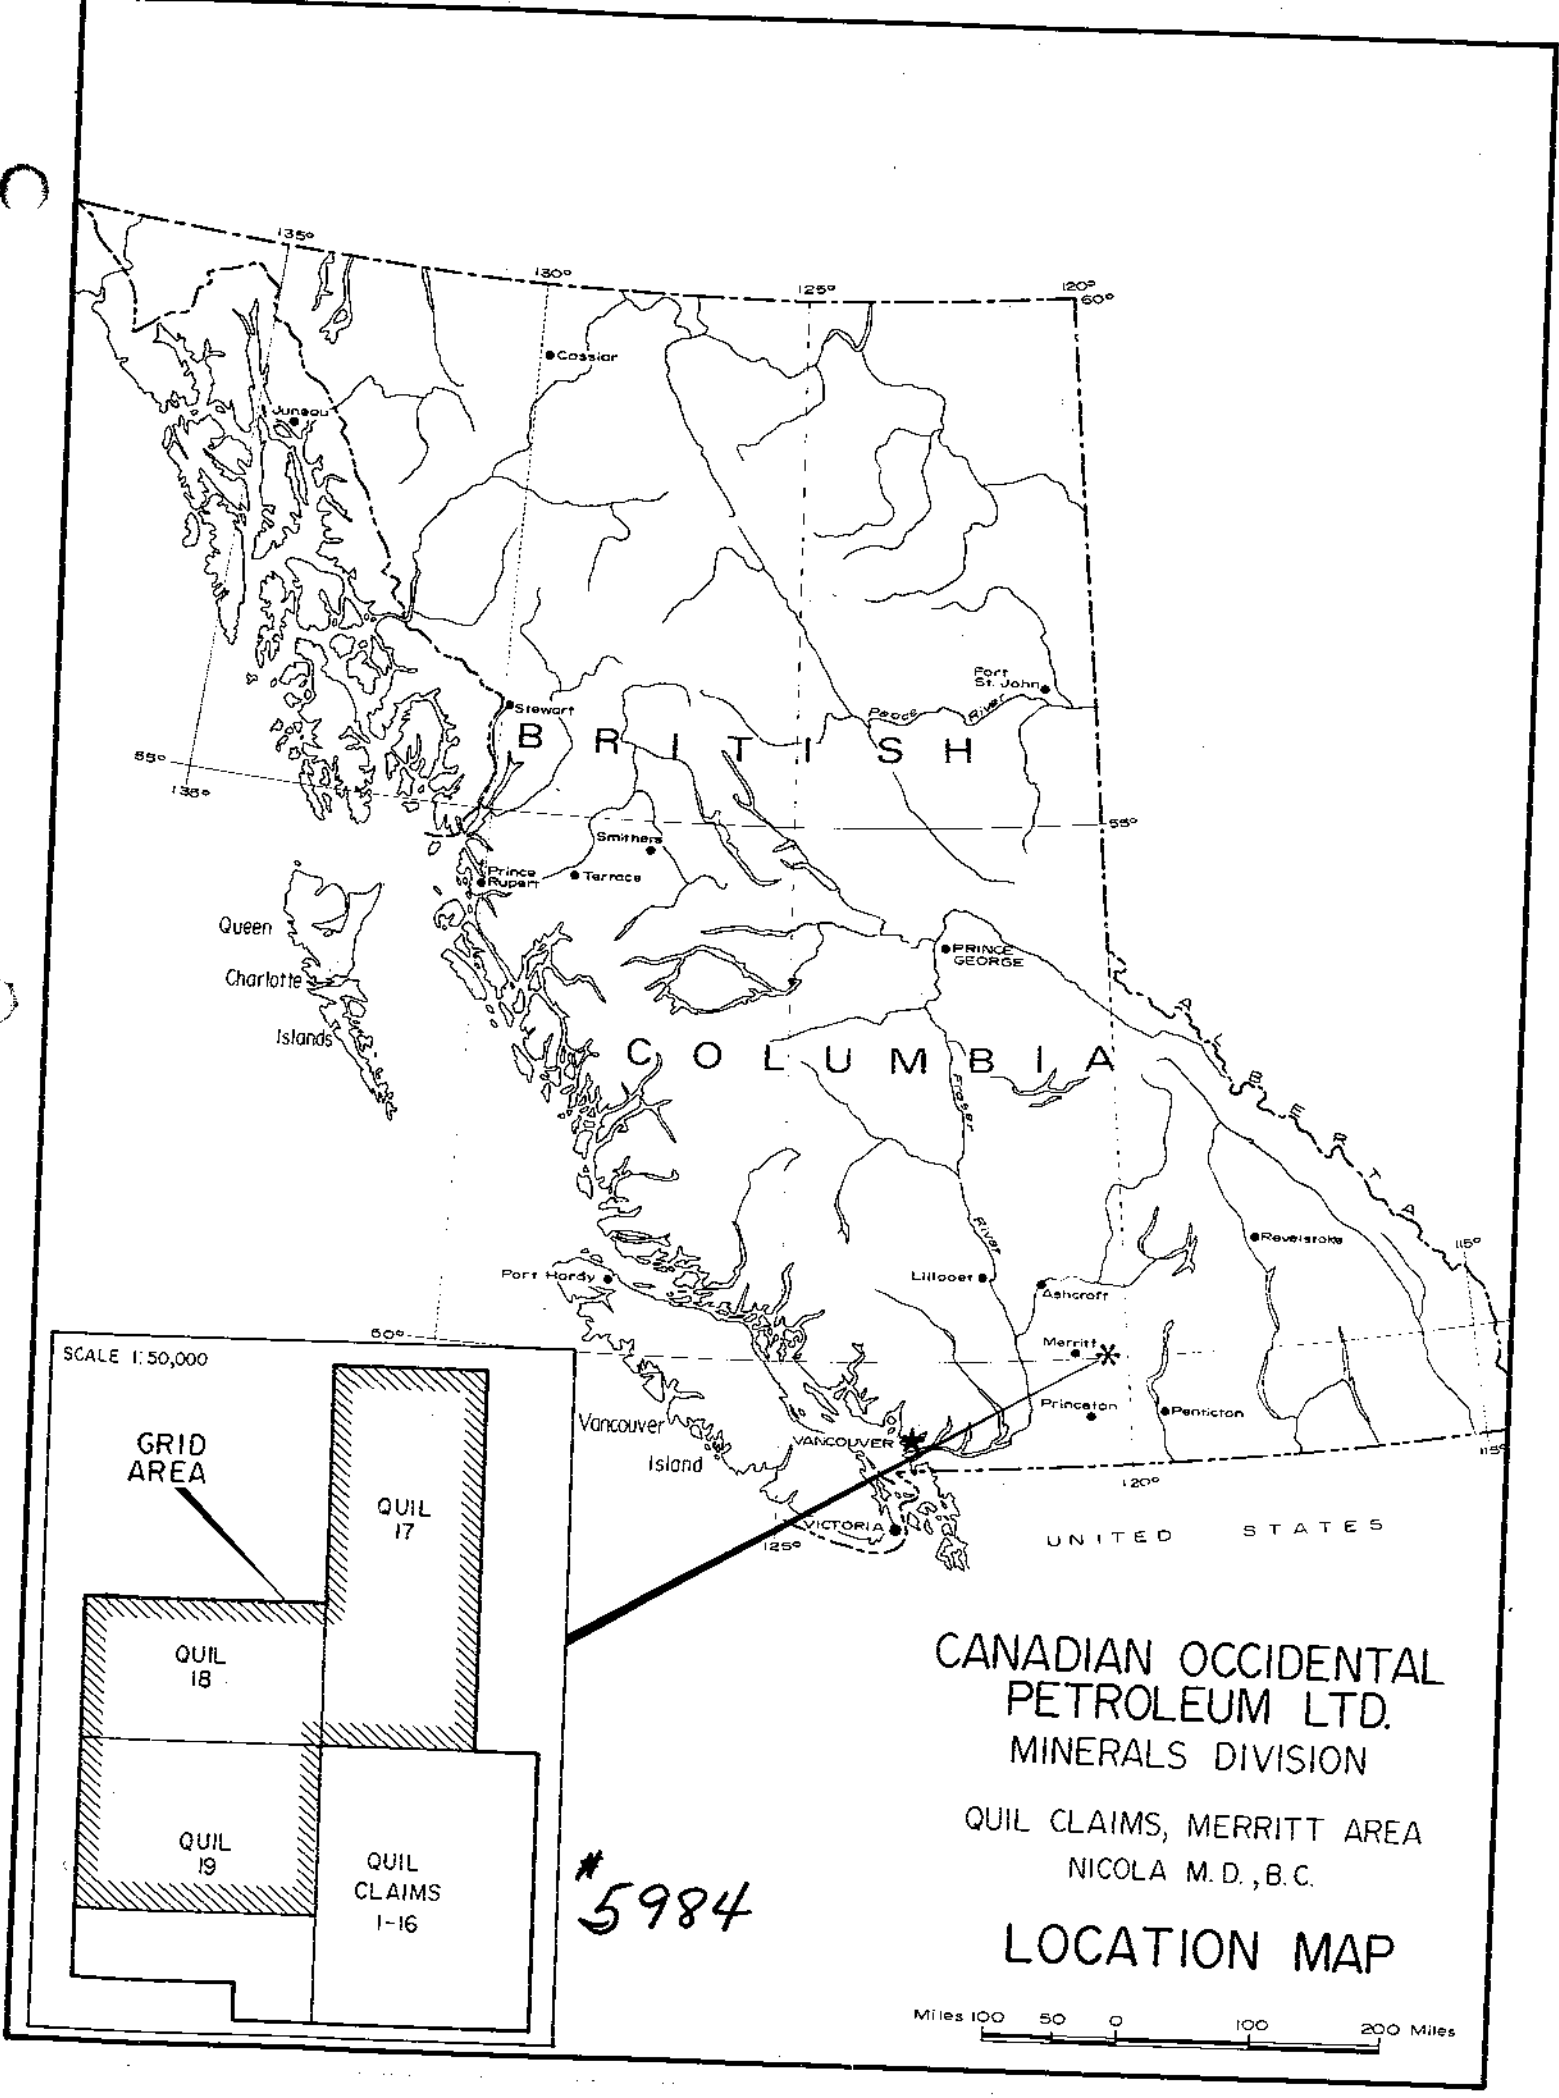 135°
130°
125°
120°
60°
Cassiar
Juneau
Fort
St. John
Peace River
Stewart
BRITISH
55°
135°
55°
Smithers
Prince
Rupert
Terrace
Queen
Charlotte
Islands
PRINCE
GEORGE
COLUMBIA
ALBERTA
Fraser
River
Revelstoke
115°
Port Hardy
Lillooet
Ashcroft
50°
Merritt
Princeton
Penticton
Vancouver
Island
VANCOUVER
115°
120°
VICTORIA
125°
UNITED STATES
SCALE 1:50,000
GRID
AREA
QUIL
17
QUIL
18
QUIL
19
QUIL
CLAIMS
1-16
#5984
CANADIAN OCCIDENTAL
PETROLEUM LTD.
MINERALS DIVISION
QUIL CLAIMS, MERRITT AREA
NICOLA M.D., B.C.
LOCATION MAP
Miles 100 50 0 100 200 Miles